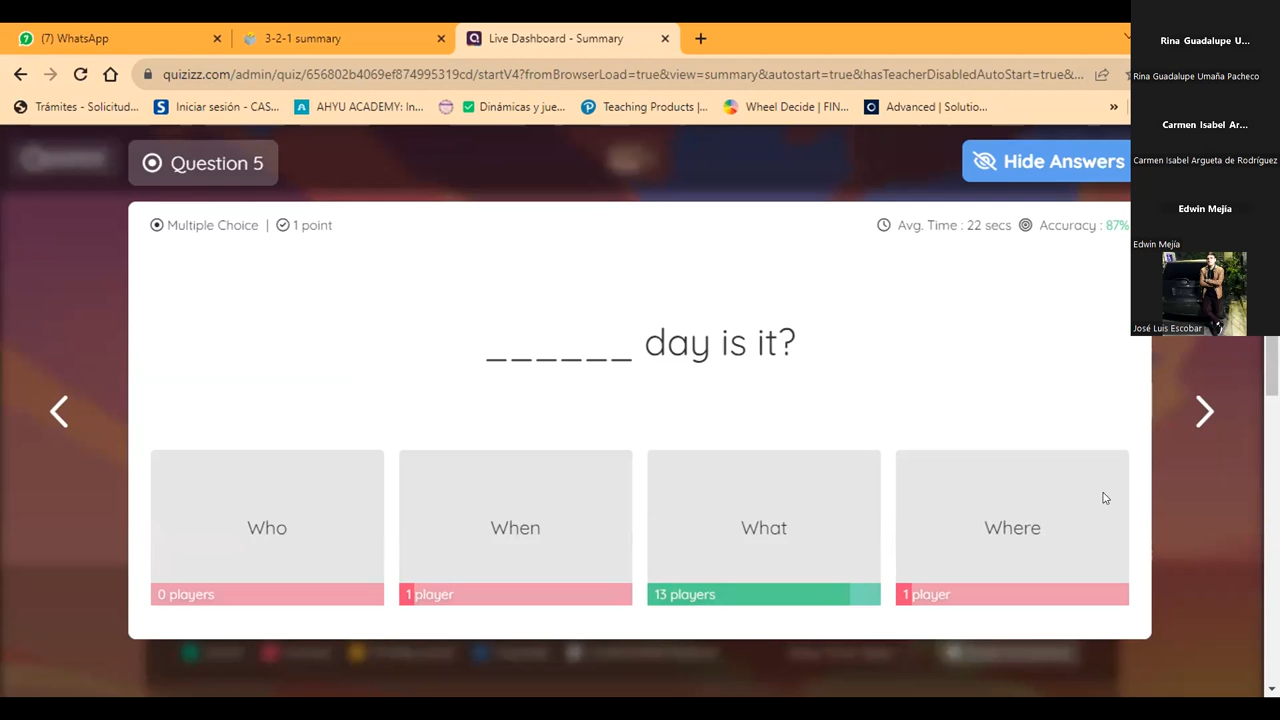 (7) WhatsApp
3-2-1 summary
Live Dashboard - Summary
quizizz.com/admin/quiz/656802b4069ef874995319cd/startV4?fromBrowserLoad=true&view=summary&autostart=true&hasTeacherDisabledAutoStart=true&...
Trámites - Solicitud...
Iniciar sesión - CAS...
AHYU ACADEMY: In...
Dinámicas y jue...
Teaching Products |...
Wheel Decide | FIN...
Advanced | Solutio...
»
Rina Guadalupe U...
Rina Guadalupe Umaña Pacheco
Carmen Isabel Ar...
Carmen Isabel Argueta de Rodríguez
Edwin Mejía
Edwin Mejía
José Luis Escobar
Question 5
Hide Answers
Multiple Choice | 1 point
Avg. Time : 22 secs
Accuracy : 87%
______ day is it?
Who
When
What
Where
0 players
1 player
13 players
1 player